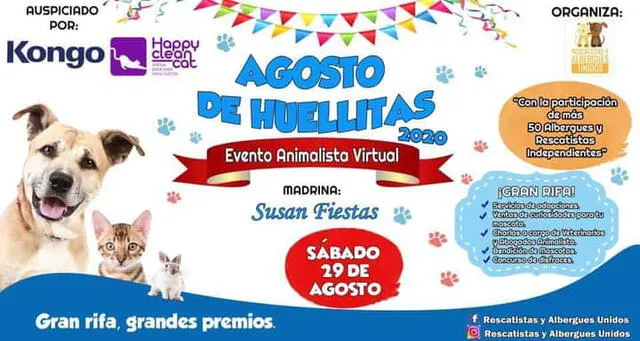 AUSPICIADO
POR:
Kongo
Happy
clean
cat
AGOSTO
DE HUELLITAS
2020
Evento Animalista Virtual
MADRINA:
Susan Fiestas
SÁBADO
29 DE
AGOSTO
ORGANIZA:
RESCATISTAS Y
ALBERGUES
UNIDOS
"Con la participación
de más
50 Albergues y
Rescatistas
Independientes"
¡GRAN RIFA!
Servicios de adopciones.
Ventas de curiosidades para tu
mascota.
Charlas a cargo de Veterinarios
y Abogados Animalista.
Bendición de Mascotas.
Concurso de disfraces.
Gran rifa, grandes premios.
Rescatistas y Albergues Unidos
Rescatistas y Albergues Unidos